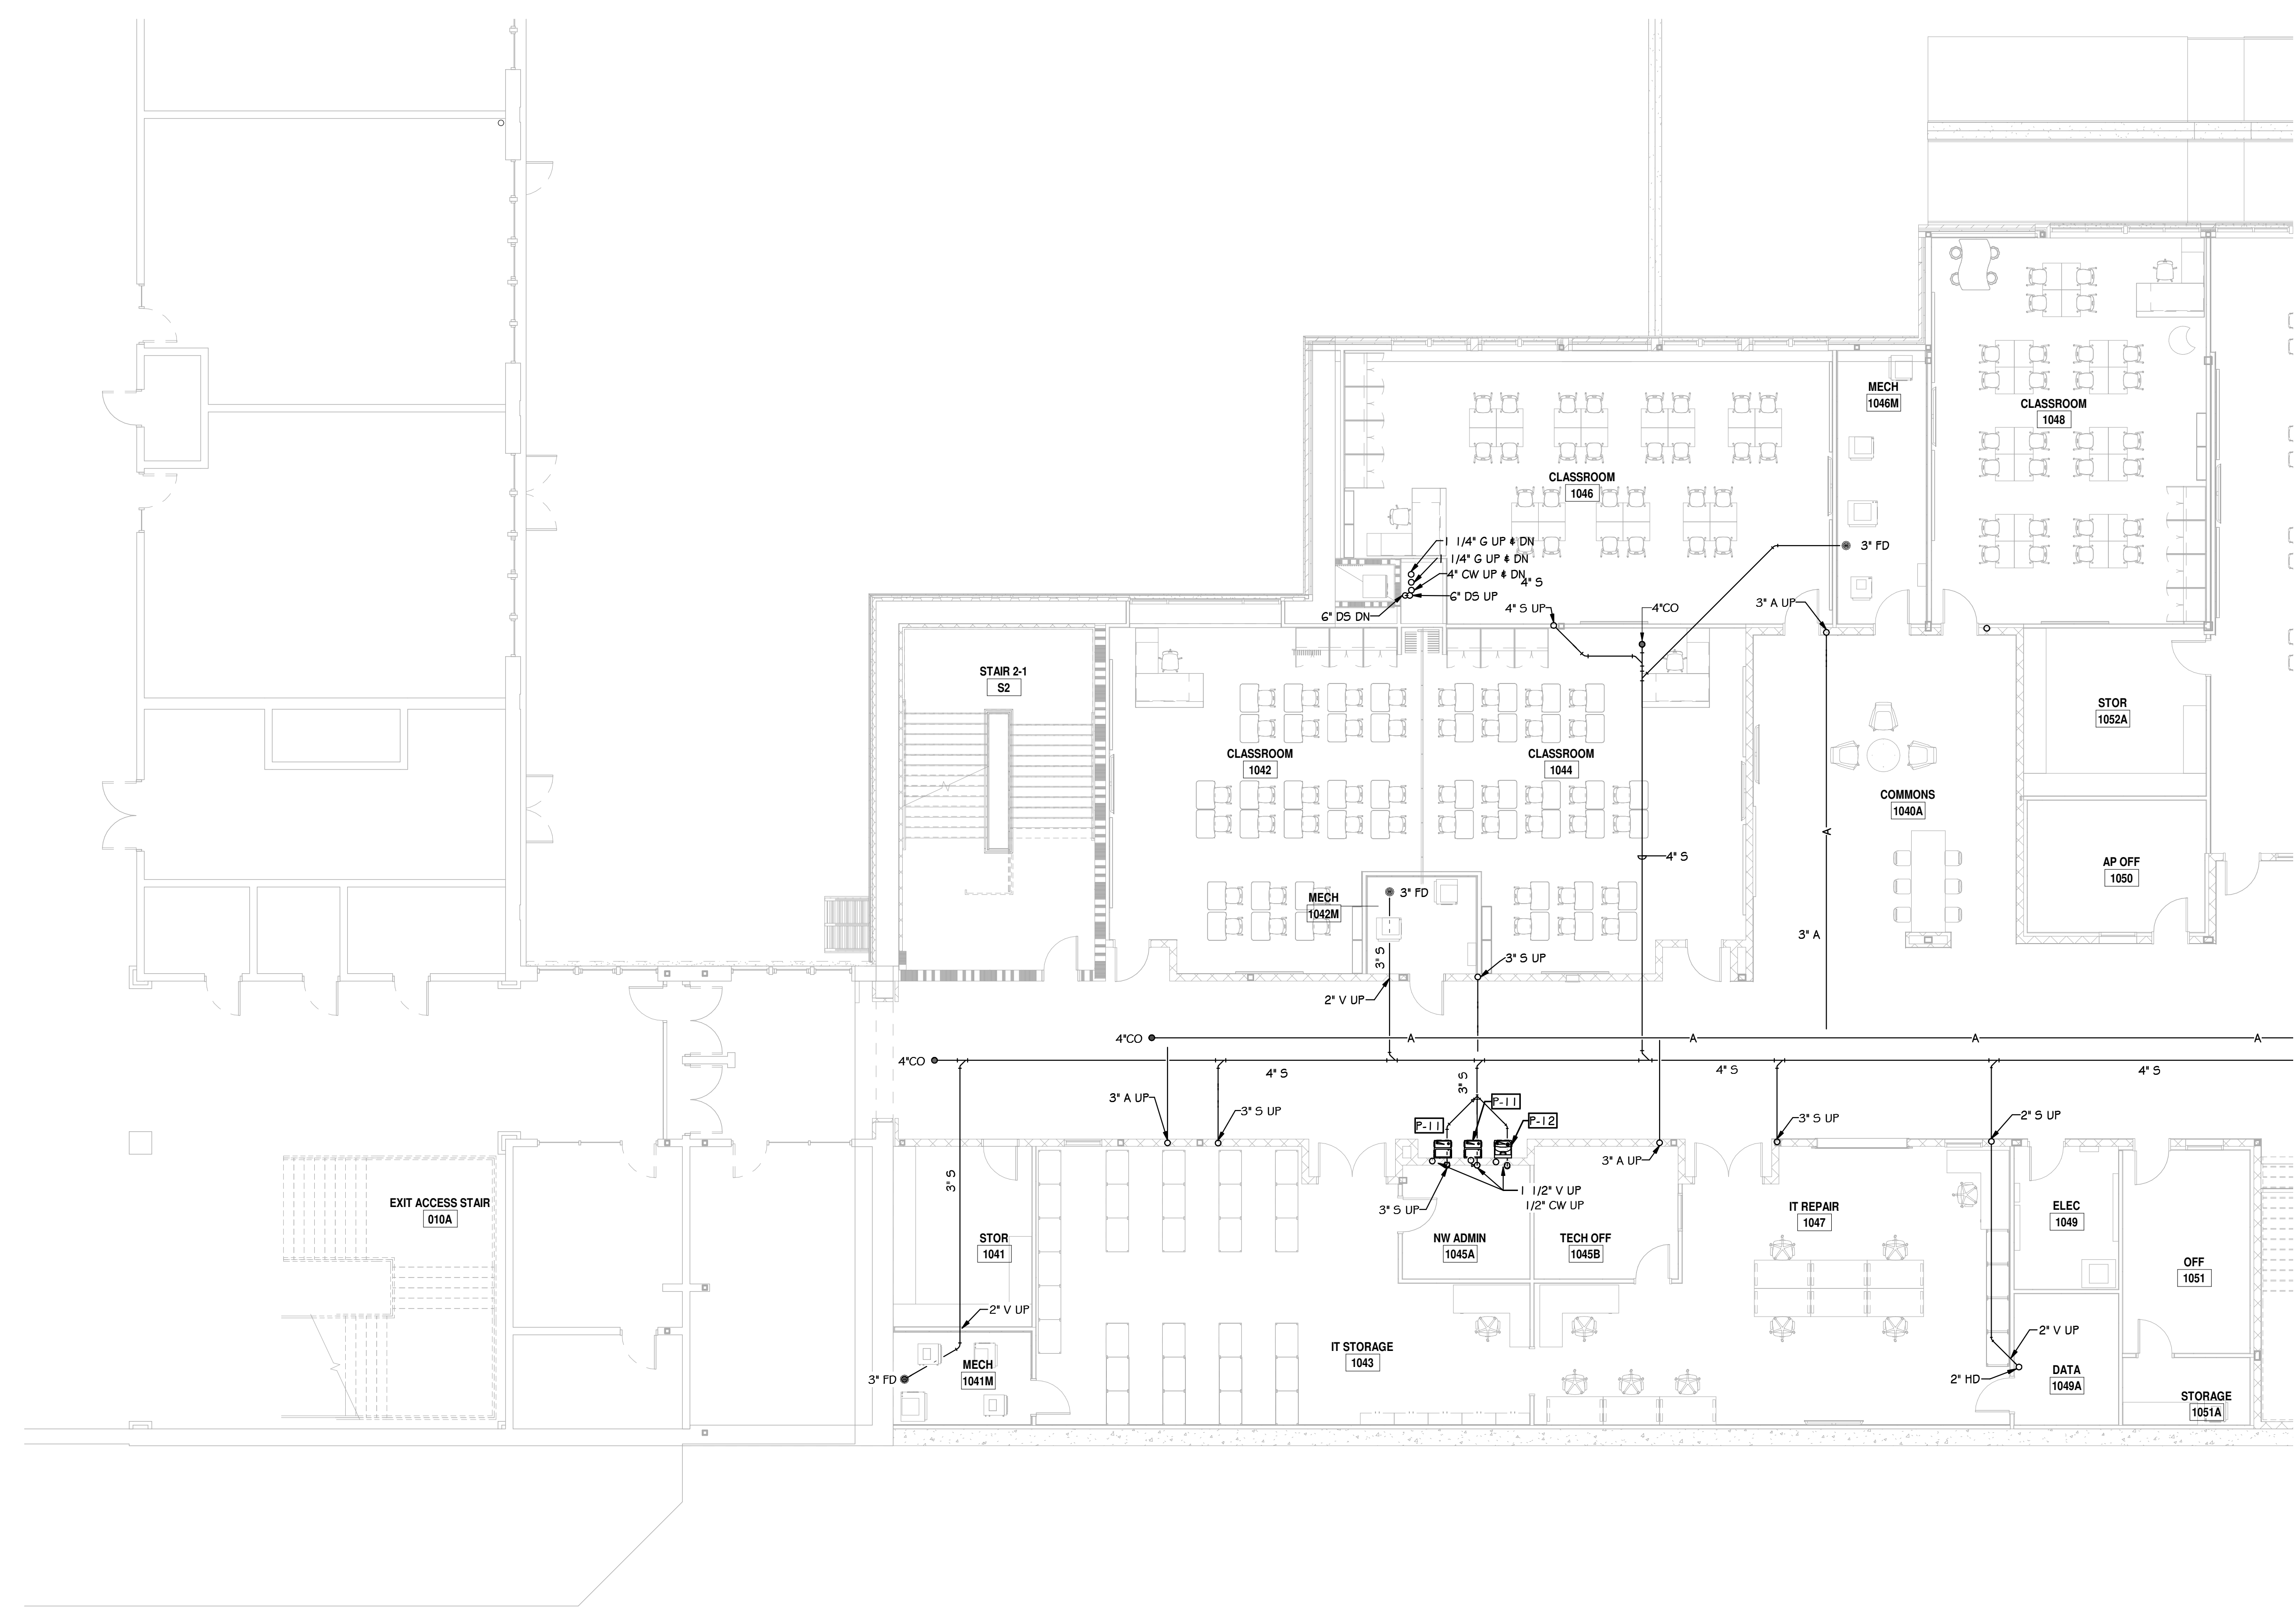 MECH
1046M
CLASSROOM
1048
CLASSROOM
1046
1 1/4" G UP & DN
1 1/4" G UP & DN
4" CW UP & DN
4" S
6" DS UP
6" DS DN
3" FD
4" S UP
4"CO
3" A UP
STAIR 2-1
S2
STOR
1052A
CLASSROOM
1042
CLASSROOM
1044
COMMONS
1040A
A
4" S
AP OFF
1050
MECH
1042M
3" FD
3" S
3" A
3" S UP
2" V UP
4"CO
A
A
A
A
4"CO
4" S
3" S
4" S
4" S
3" A UP
3" S UP
P-11
P-11
P-12
3" S UP
2" S UP
3" A UP
3" S
1 1/2" V UP
1/2" CW UP
3" S UP
EXIT ACCESS STAIR
010A
STOR
1041
NW ADMIN
1045A
TECH OFF
1045B
IT REPAIR
1047
ELEC
1049
OFF
1051
2" V UP
2" V UP
IT STORAGE
1043
MECH
1041M
3" FD
2" HD
DATA
1049A
STORAGE
1051A